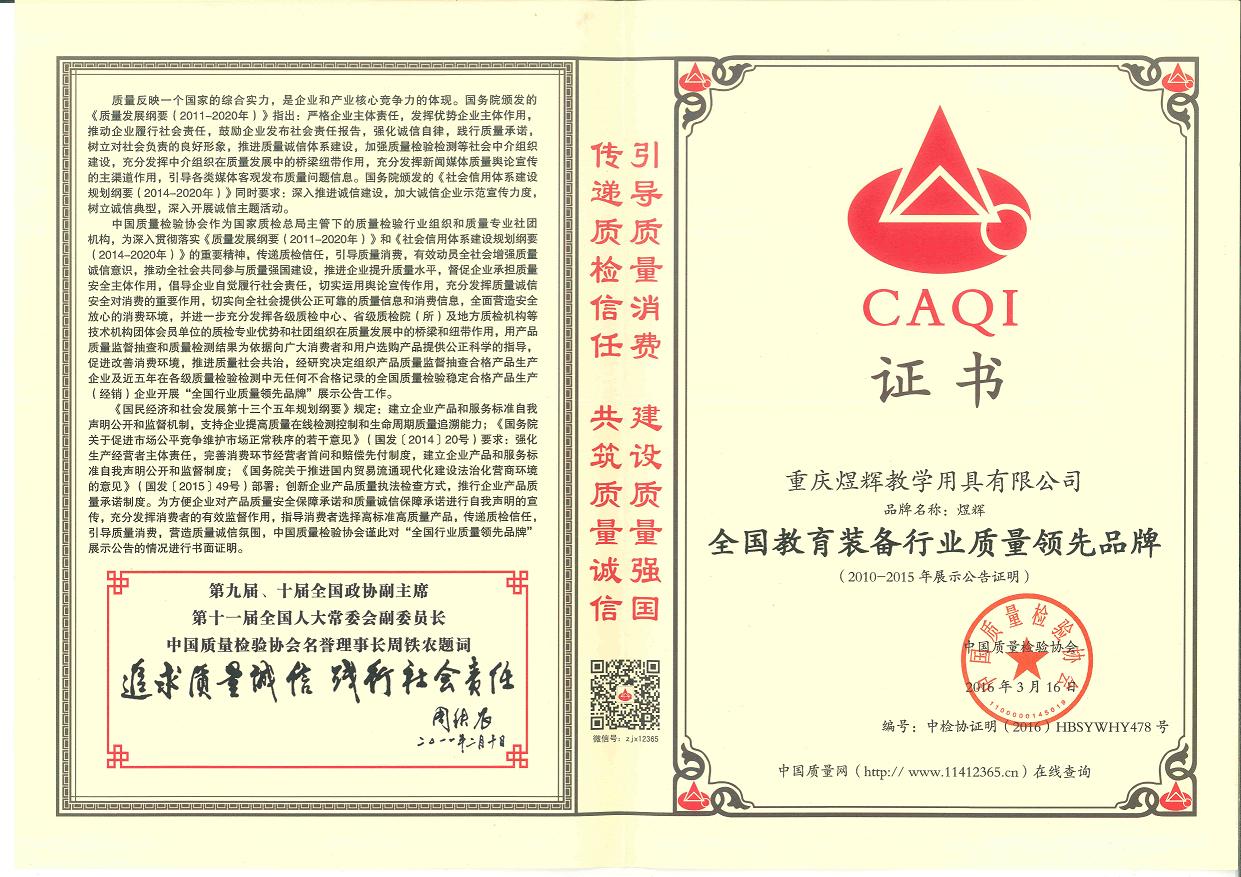 质量反映一个国家的综合实力，是企业和产业核心竞争力的体现。国务院颁发的
《质量发展纲要（2011-2020年）》指出：严格企业主体责任，发挥优势企业主体作用，
推动企业履行社会责任，鼓励企业发布社会责任报告，强化诚信自律，践行质量承诺，
树立对社会负责的良好形象，推进质量诚信体系建设，加强质量检验检测等社会中介组织
建设，充分发挥中介组织在质量发展中的桥梁纽带作用，充分发挥新闻媒体质量舆论宣传
的主渠道作用，引导各类媒体客观发布质量问题信息。国务院颁发的《社会信用体系建设
规划纲要（2014-2020年）》同时要求：深入推进诚信建设，加大诚信企业示范宣传力度，
树立诚信典型，深入开展诚信主题活动。
中国质量检验协会作为国家质检总局主管下的质量检验行业组织和质量专业社团
机构，为深入贯彻落实《质量发展纲要（2011-2020年）》和《社会信用体系建设规划纲要
（2014-2020年）》的重要精神，传递质检信任，引导质量消费，有效动员全社会增强质量
诚信意识，推动全社会共同参与质量强国建设，推进企业提升质量水平，督促企业承担质量
安全主体作用，倡导企业自觉履行社会责任，切实运用舆论宣传作用，充分发挥质量诚信
安全对消费的重要作用，切实向全社会提供公正可靠的质量信息和消费信息，全面营造安全
放心的消费环境，并进一步充分发挥各级质检中心、省级质检院（所）及地方质检机构等
技术机构团体会员单位的质检专业优势和社团组织在质量发展中的桥梁和纽带作用，用产品
质量监督抽查和质量检测结果为依据向广大消费者和用户选购产品提供公正科学的指导，
促进改善消费环境，推进质量社会共治，经研究决定组织产品质量监督抽查合格产品生产
企业及近五年在各级质量检验检测中无任何不合格记录的全国质量检验稳定合格产品生产
（经销）企业开展“全国行业质量领先品牌”展示公告工作。
《国民经济和社会发展第十三个五年规划纲要》规定：建立企业产品和服务标准自我
声明公开和监督机制，支持企业提高质量在线检测控制和生命周期质量追溯能力；《国务院
关于促进市场公平竞争维护市场正常秩序的若干意见》（国发〔2014〕20号）要求：强化
生产经营者主体责任，完善消费环节经营者首问和赔偿先付制度，建立企业产品和服务标
准自我声明公开和监督制度；《国务院关于推进国内贸易流通现代化建设法治化营商环境
的意见》（国发〔2015〕49号）部署：创新企业产品质量执法检查方式，推行企业产品质
量承诺制度。为方便企业对产品质量安全保障承诺和质量诚信保障承诺进行自我声明的宣
传，充分发挥消费者的有效监督作用，指导消费者选择高标准高质量产品，传递质检信任，
引导质量消费，营造质量诚信氛围，中国质量检验协会谨此对“全国行业质量领先品牌”
展示公告的情况进行书面证明。
第九届、十届全国政协副主席
第十一届全国人大常委会副委员长
中国质量检验协会名誉理事长周铁农题词
追求质量诚信 践行社会责任
周铁农
二〇一一年二月十日
引导质量消费 建设质量强国
传递质检信任 共筑质量诚信
微信号：zjx12365
CAQI
证书
重庆煜辉教学用具有限公司
品牌名称：煜辉
全国教育装备行业质量领先品牌
（2010-2015年展示公告证明）
中国质量检验协会
中国质量检验协会
2016年3月16日
1100000145019
编号：中检协证明（2016）HBSYWHY478号
中国质量网（http:// www.11412365.cn）在线查询